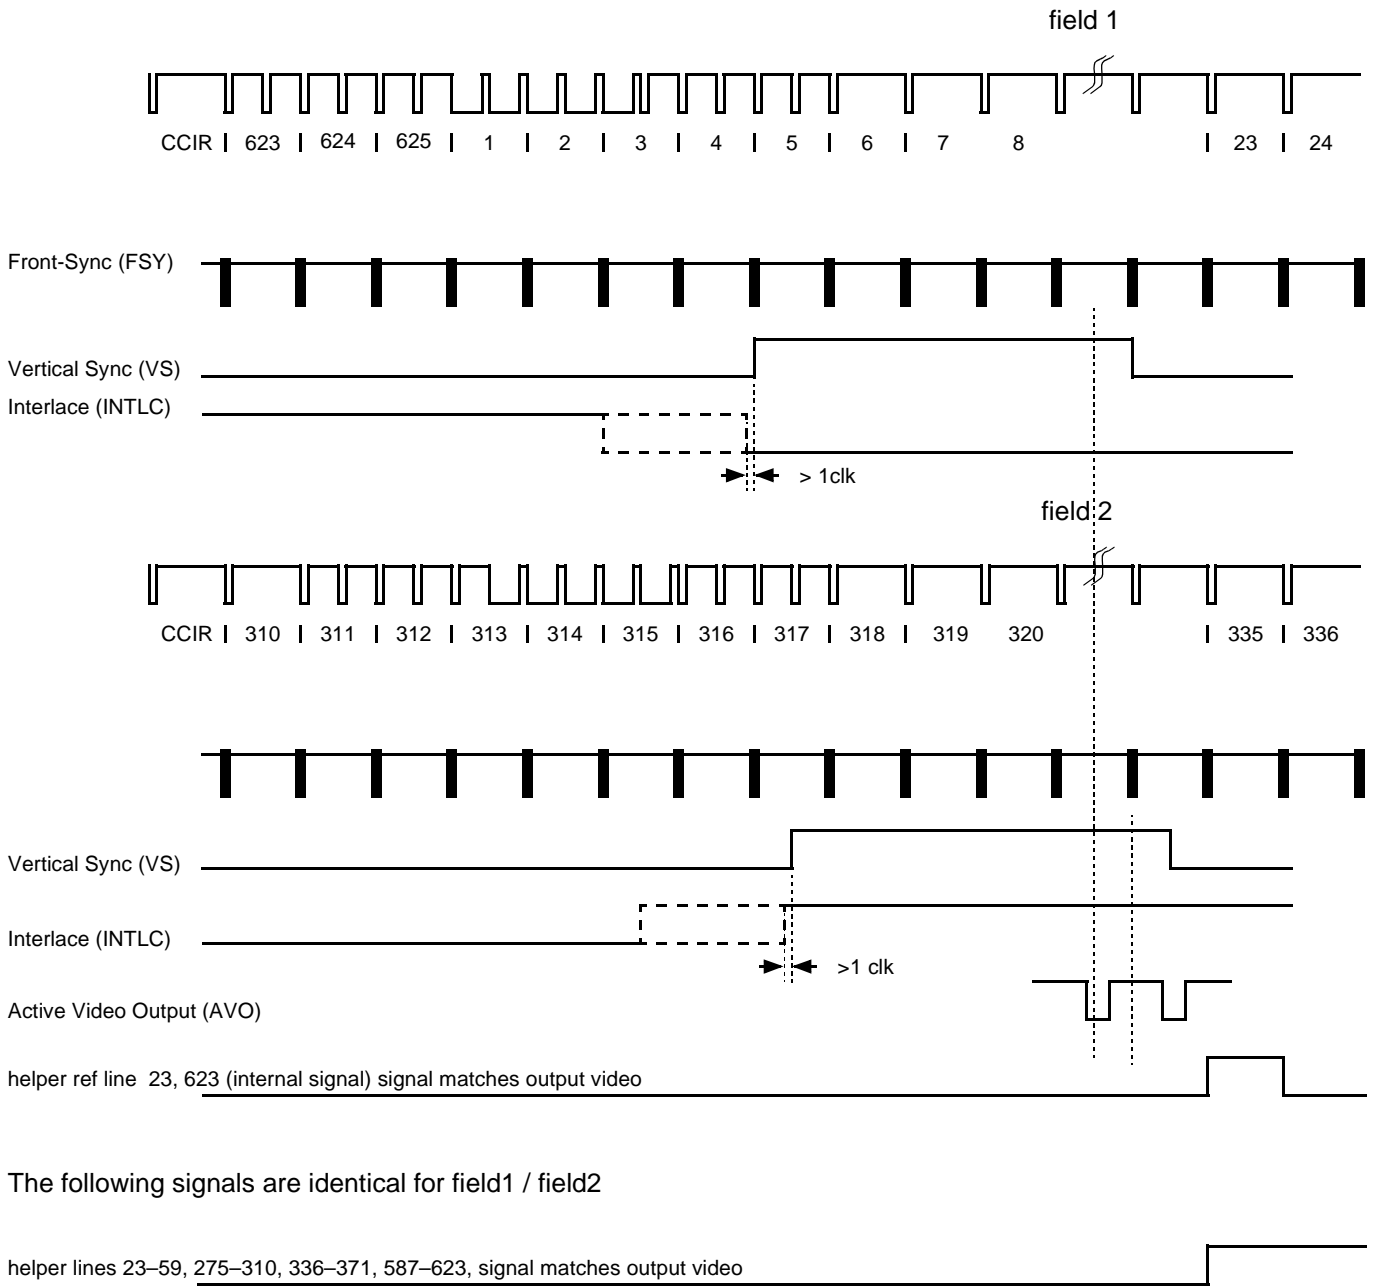 field 1
CCIR 623 624 625 1 2 3 4 5 6 7 8 23 24
Front-Sync (FSY)
Vertical Sync (VS)
Interlace (INTLC)
> 1clk
field 2
CCIR 310 311 312 313 314 315 316 317 318 319 320 335 336
Vertical Sync (VS)
Interlace (INTLC)
>1 clk
Active Video Output (AVO)
helper ref line 23, 623 (internal signal) signal matches output video
The following signals are identical for field1 / field2
helper lines 23–59, 275–310, 336–371, 587–623, signal matches output video